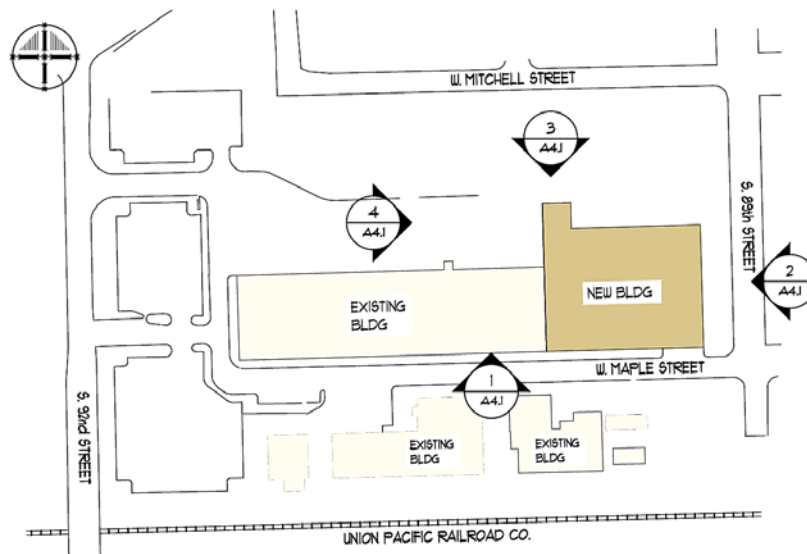 W. MITCHELL STREET
3
A4.1
S. 89th STREET
4
A4.1
2
A4.1
NEW BLDG
EXISTING
BLDG
W. MAPLE STREET
1
A4.1
S. 92nd STREET
EXISTING
BLDG
EXISTING
BLDG
UNION PACIFIC RAILROAD CO.